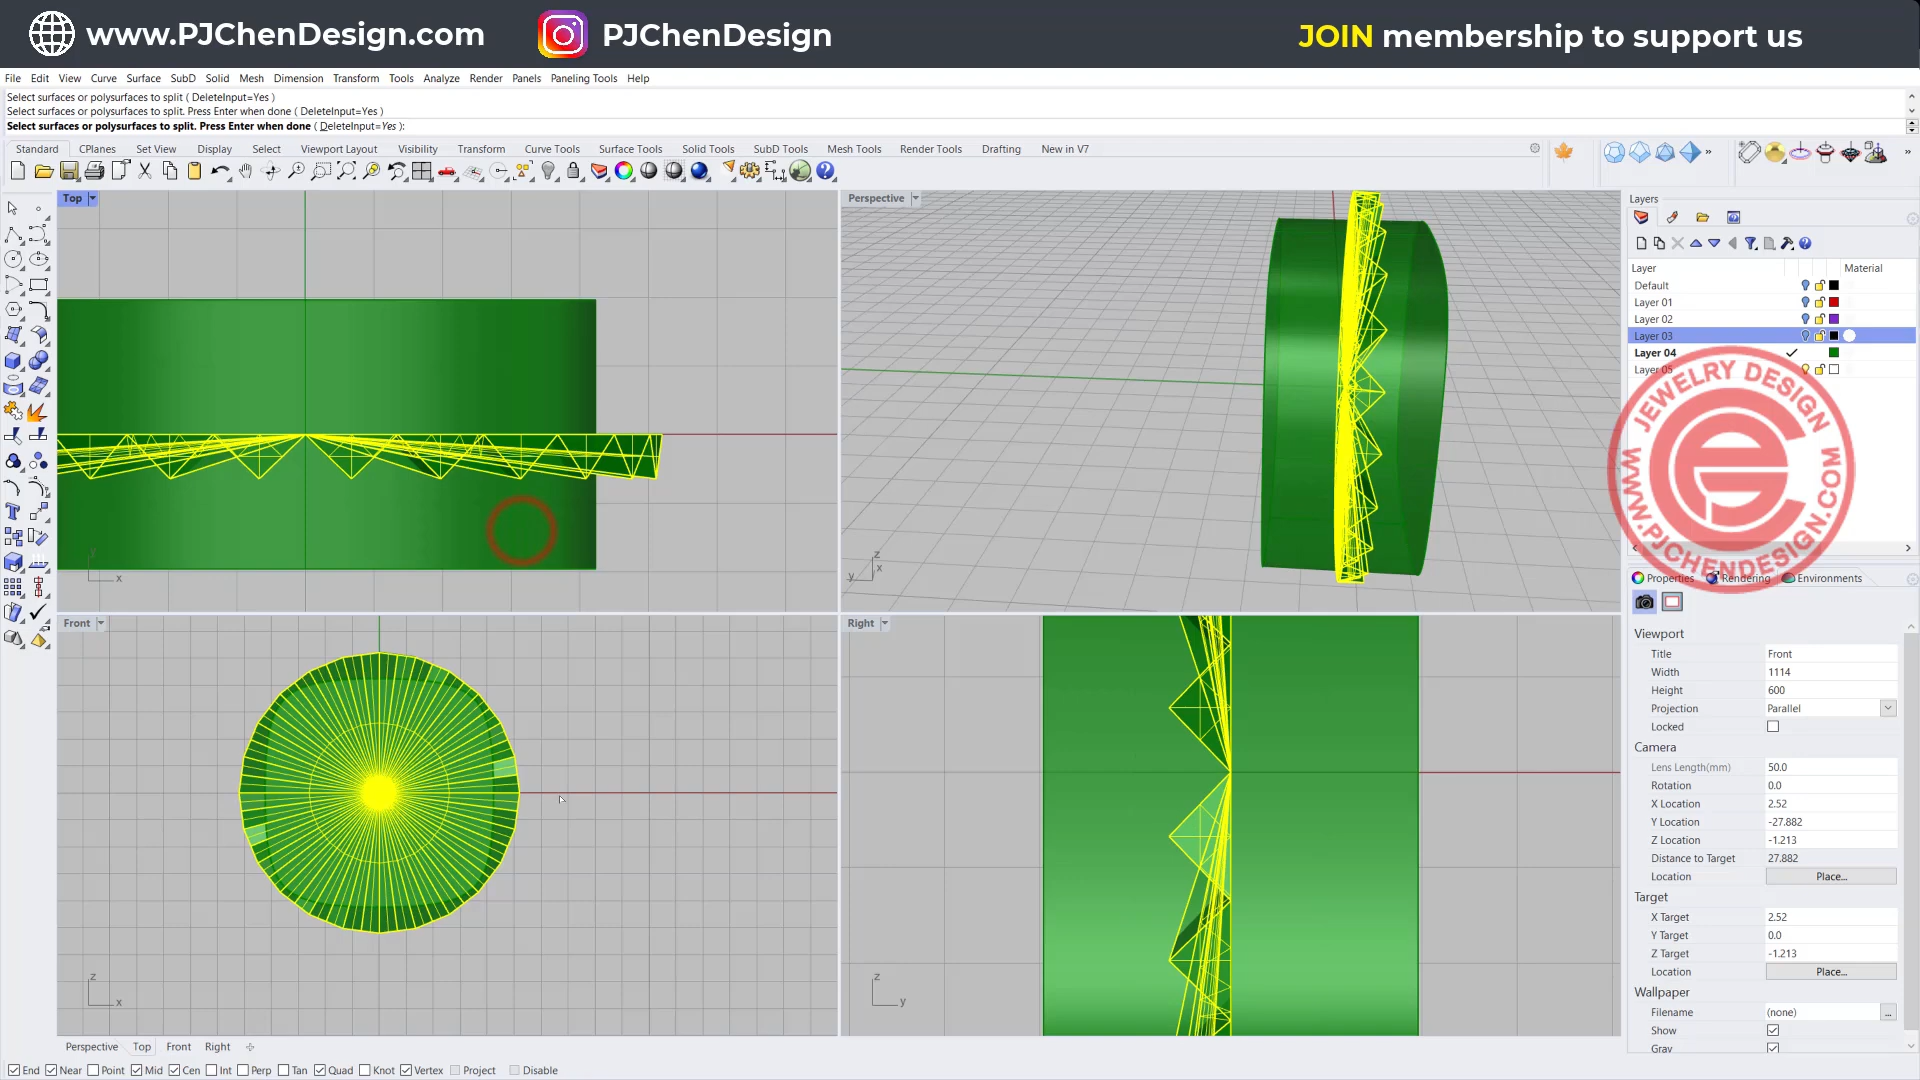 www.PJChenDesign.com PJChenDesign JOIN membership to support us
File Edit View Curve Surface SubD Solid Mesh Dimension Transform Tools Analyze Render Panels Paneling Tools Help
Select surfaces or polysurfaces to split ( DeleteInput=Yes )
Select surfaces or polysurfaces to split. Press Enter when done ( DeleteInput=Yes )
Select surfaces or polysurfaces to split. Press Enter when done ( DeleteInput=Yes ):
Standard CPlanes Set View Display Select Viewport Layout Visibility Transform Curve Tools Surface Tools Solid Tools SubD Tools Mesh Tools Render Tools Drafting New in V7
Top
y
x
Perspective
z
x
y
Front
z
x
Right
z
y
Layers
Layer Material
Default
Layer 01
Layer 02
Layer 03
Layer 04
Layer 05
JEWELRY DESIGN
WWW.PJCHENDESIGN.COM
Properties Rendering Environments
Viewport
Title Front
Width 1114
Height 600
Projection Parallel
Locked
Camera
Lens Length(mm) 50.0
Rotation 0.0
X Location 2.52
Y Location -27.882
Z Location -1.213
Distance to Target 27.882
Location Place...
Target
X Target 2.52
Y Target 0.0
Z Target -1.213
Location Place...
Wallpaper
Filename (none) ...
Show
Gray
Perspective Top Front Right
End Near Point Mid Cen Int Perp Tan Quad Knot Vertex Project Disable